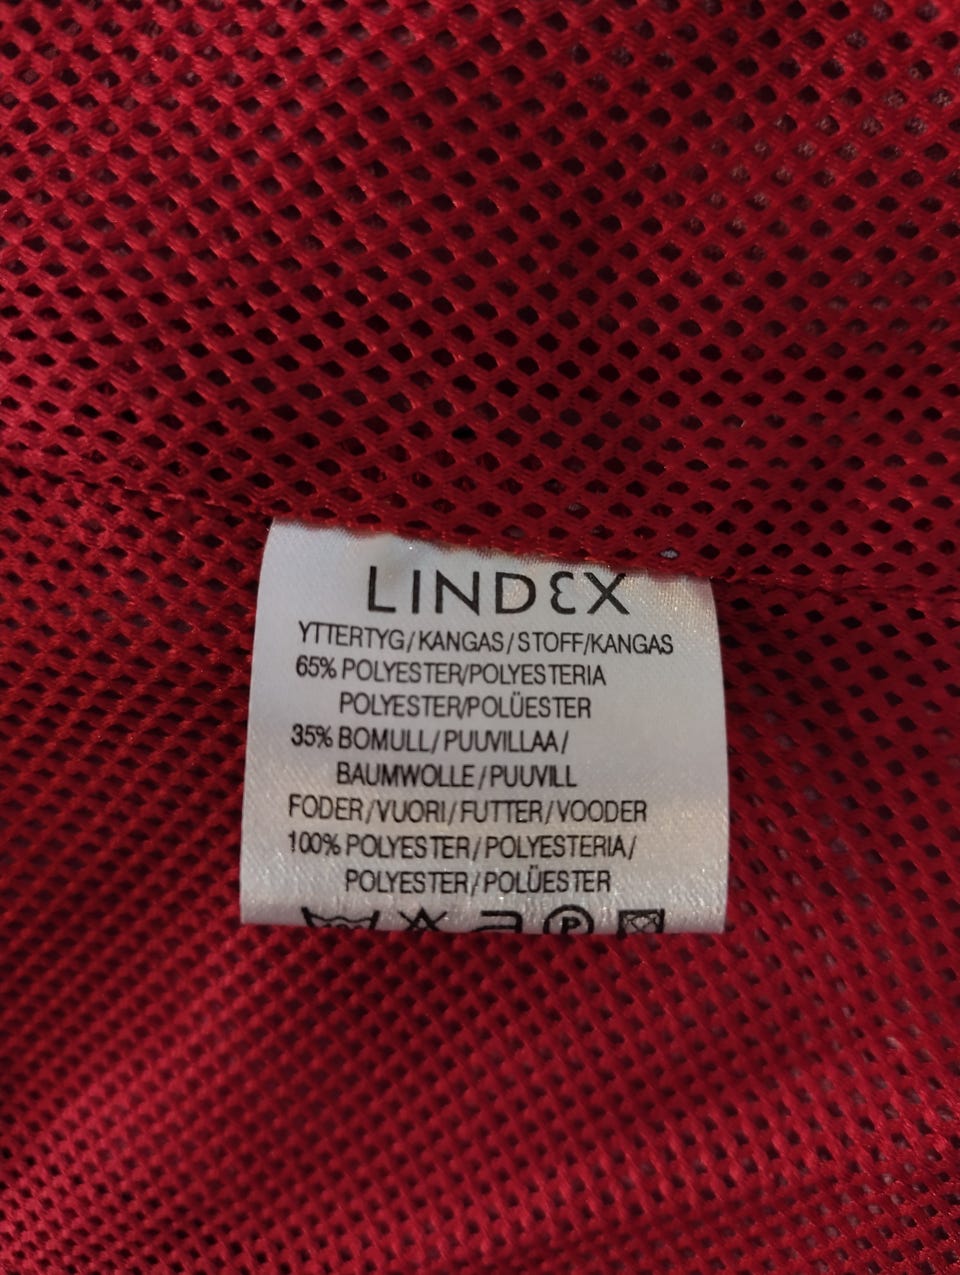 LINDEX
YTTERTYG/KANGAS/STOFF/KANGAS
65% POLYESTER/POLYESTERIA
POLYESTER/POLÜESTER
35% BOMULL/PUUVILLAA/
BAUMWOLLE/PUUVILL
FODER/VUORI/FUTTER/VOODER
100% POLYESTER/POLYESTERIA/
POLYESTER/POLÜESTER
P